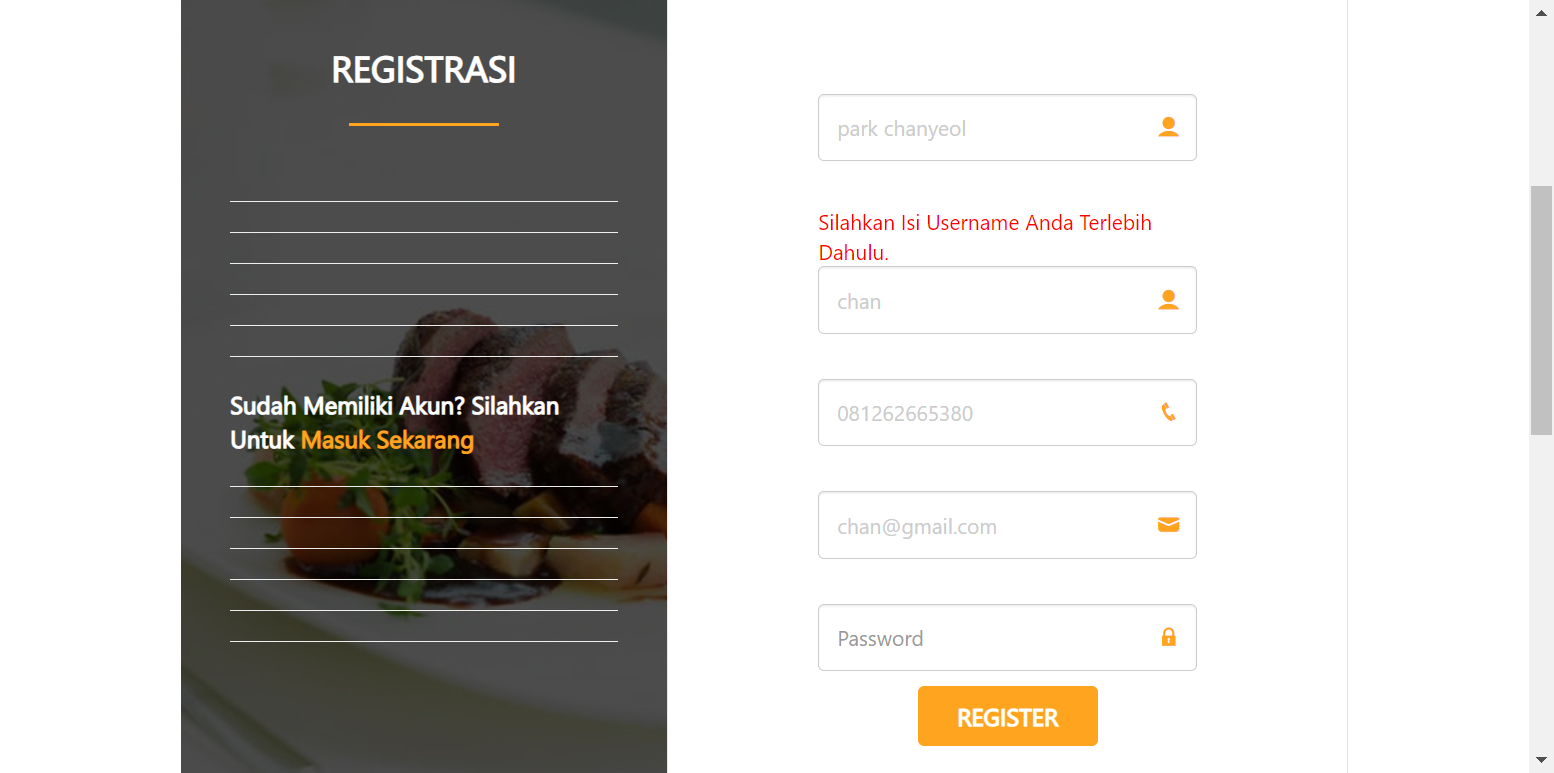 REGISTRASI
Sudah Memiliki Akun? Silahkan
Untuk Masuk Sekarang
park chanyeol
Silahkan Isi Username Anda Terlebih
Dahulu.
chan
081262665380
chan@gmail.com
Password
REGISTER